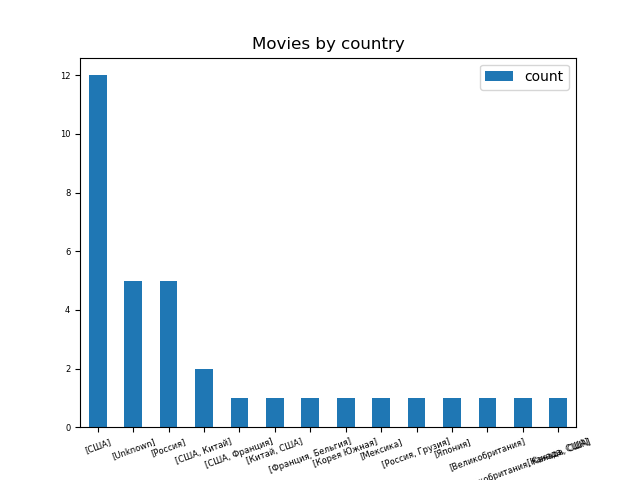 Movies by country
count
12
10
8
6
4
2
0
[США]
[Unknown]
[Россия]
[США, Китай]
[США, Франция]
[Китай, США]
[Франция, Бельгия]
[Корея Южная]
[Мексика]
[Россия, Грузия]
[Япония]
[Великобритания]